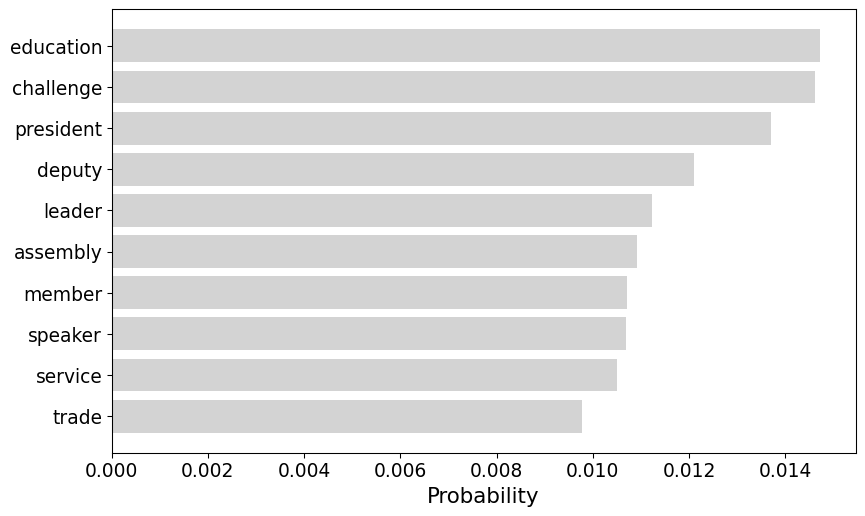 education
challenge
president
deputy
leader
assembly
member
speaker
service
trade
0.000 0.002 0.004 0.006 0.008 0.010 0.012 0.014
Probability